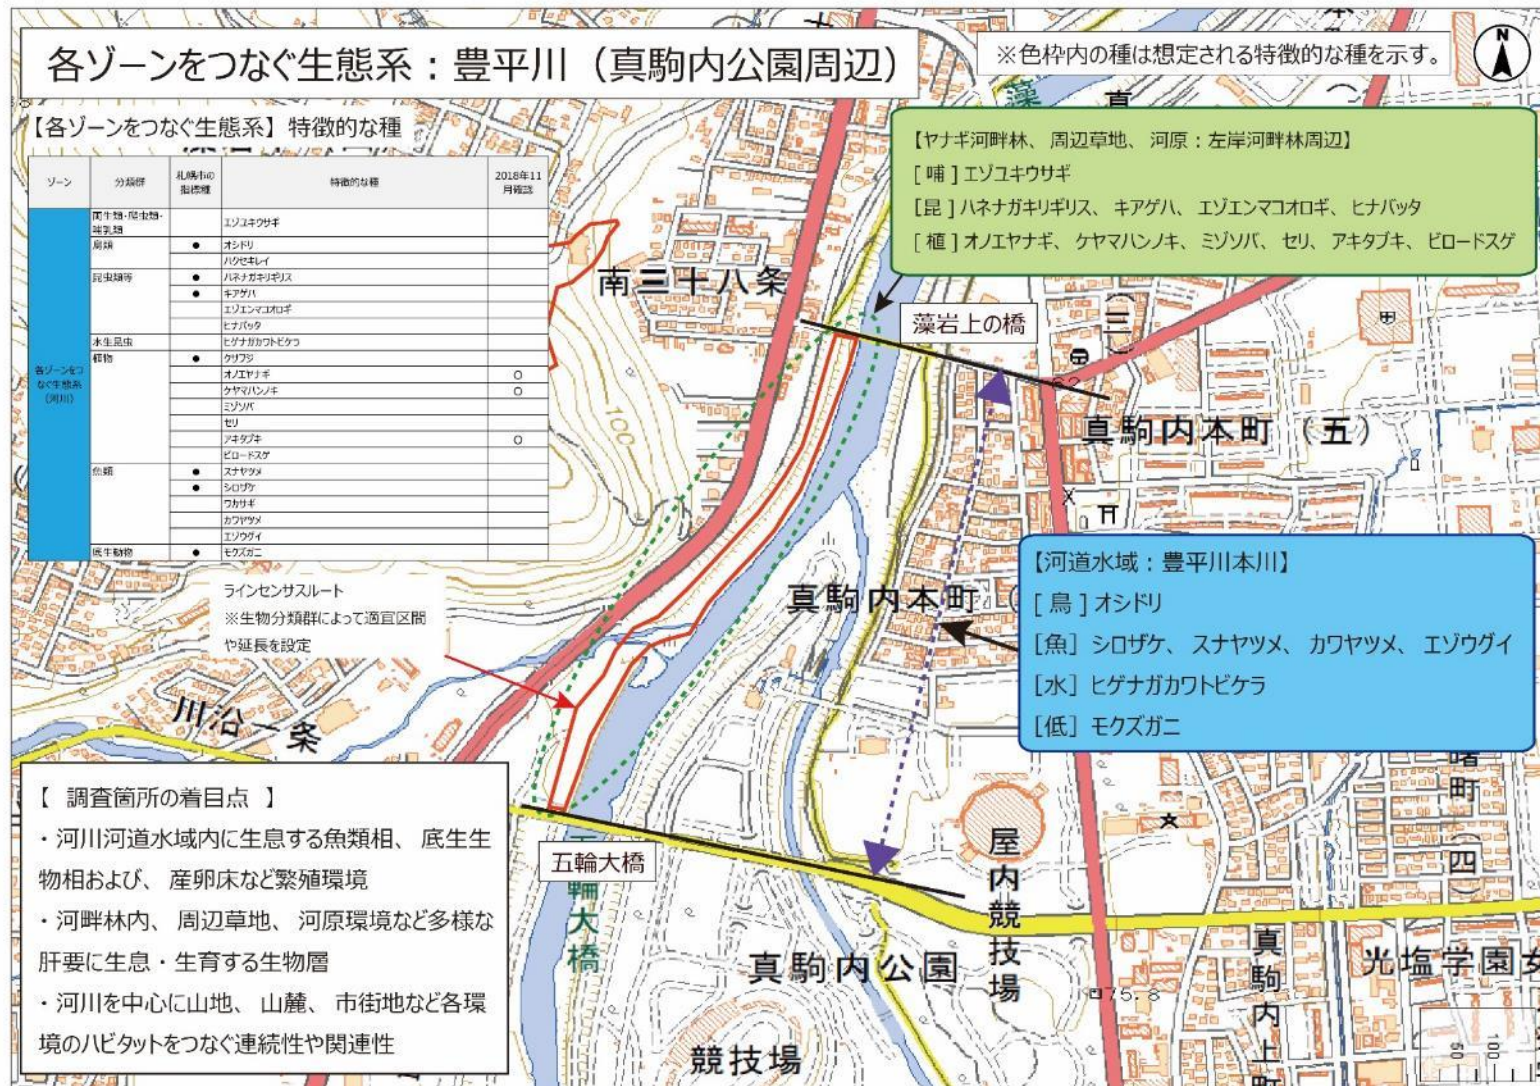 各ゾーンをつなぐ生態系：豊平川（真駒内公園周辺）
※色枠内の種は想定される特徴的な種を示す。
N
【各ゾーンをつなぐ生態系】特徴的な種
ゾーン 分類群 札幌市の指標種 特徴的な種 2018年11月確認
各ゾーンをつなぐ生態系（河川）
両生類・爬虫類・哺乳類 エゾユキウサギ
鳥類 ● オシドリ
ハクセキレイ
昆虫類等 ● ハネナガキリギリス
● キアゲハ
エゾエンマコオロギ
ヒナバッタ
水生昆虫 ヒゲナガカワトビケラ
植物 ● クサフジ
オノエヤナギ ○
ケヤマハンノキ ○
ミゾソバ
セリ
アキタブキ ○
ビロードスゲ
魚類 ● スナヤツメ
● シロザケ
ワカサギ
カワヤツメ
エゾウグイ
底生動物 ● モクズガニ
【ヤナギ河畔林、周辺草地、河原：左岸河畔林周辺】
[ 哺 ] エゾユキウサギ
[昆 ] ハネナガキリギリス、キアゲハ、エゾエンマコオロギ、ヒナバッタ
[ 植 ] オノエヤナギ、ケヤマハンノキ、ミゾソバ、セリ、アキタブキ、ビロードスゲ
南三十八条
藻岩上の橋
真駒内本町（五）
100
ラインセンサスルート
※生物分類群によって適宜区間
や延長を設定
真駒内本町
【河道水域：豊平川本川】
[ 鳥 ] オシドリ
[魚] シロザケ、スナヤツメ、カワヤツメ、エゾウグイ
[水] ヒゲナガカワトビケラ
[低] モクズガニ
川沿一条
曙町（四）
【 調査箇所の着目点 】
・河川河道水域内に生息する魚類相、底生生
物相および、産卵床など繁殖環境
・河畔林内、周辺草地、河原環境など多様な
肝要に生息・生育する生物層
・河川を中心に山地、山麓、市街地など各環
境のハビタットをつなぐ連続性や関連性
五輪大橋
輪大橋
屋内競技場
真駒内公園
競技場
75.8
真駒内上町
光塩学園女
50
100